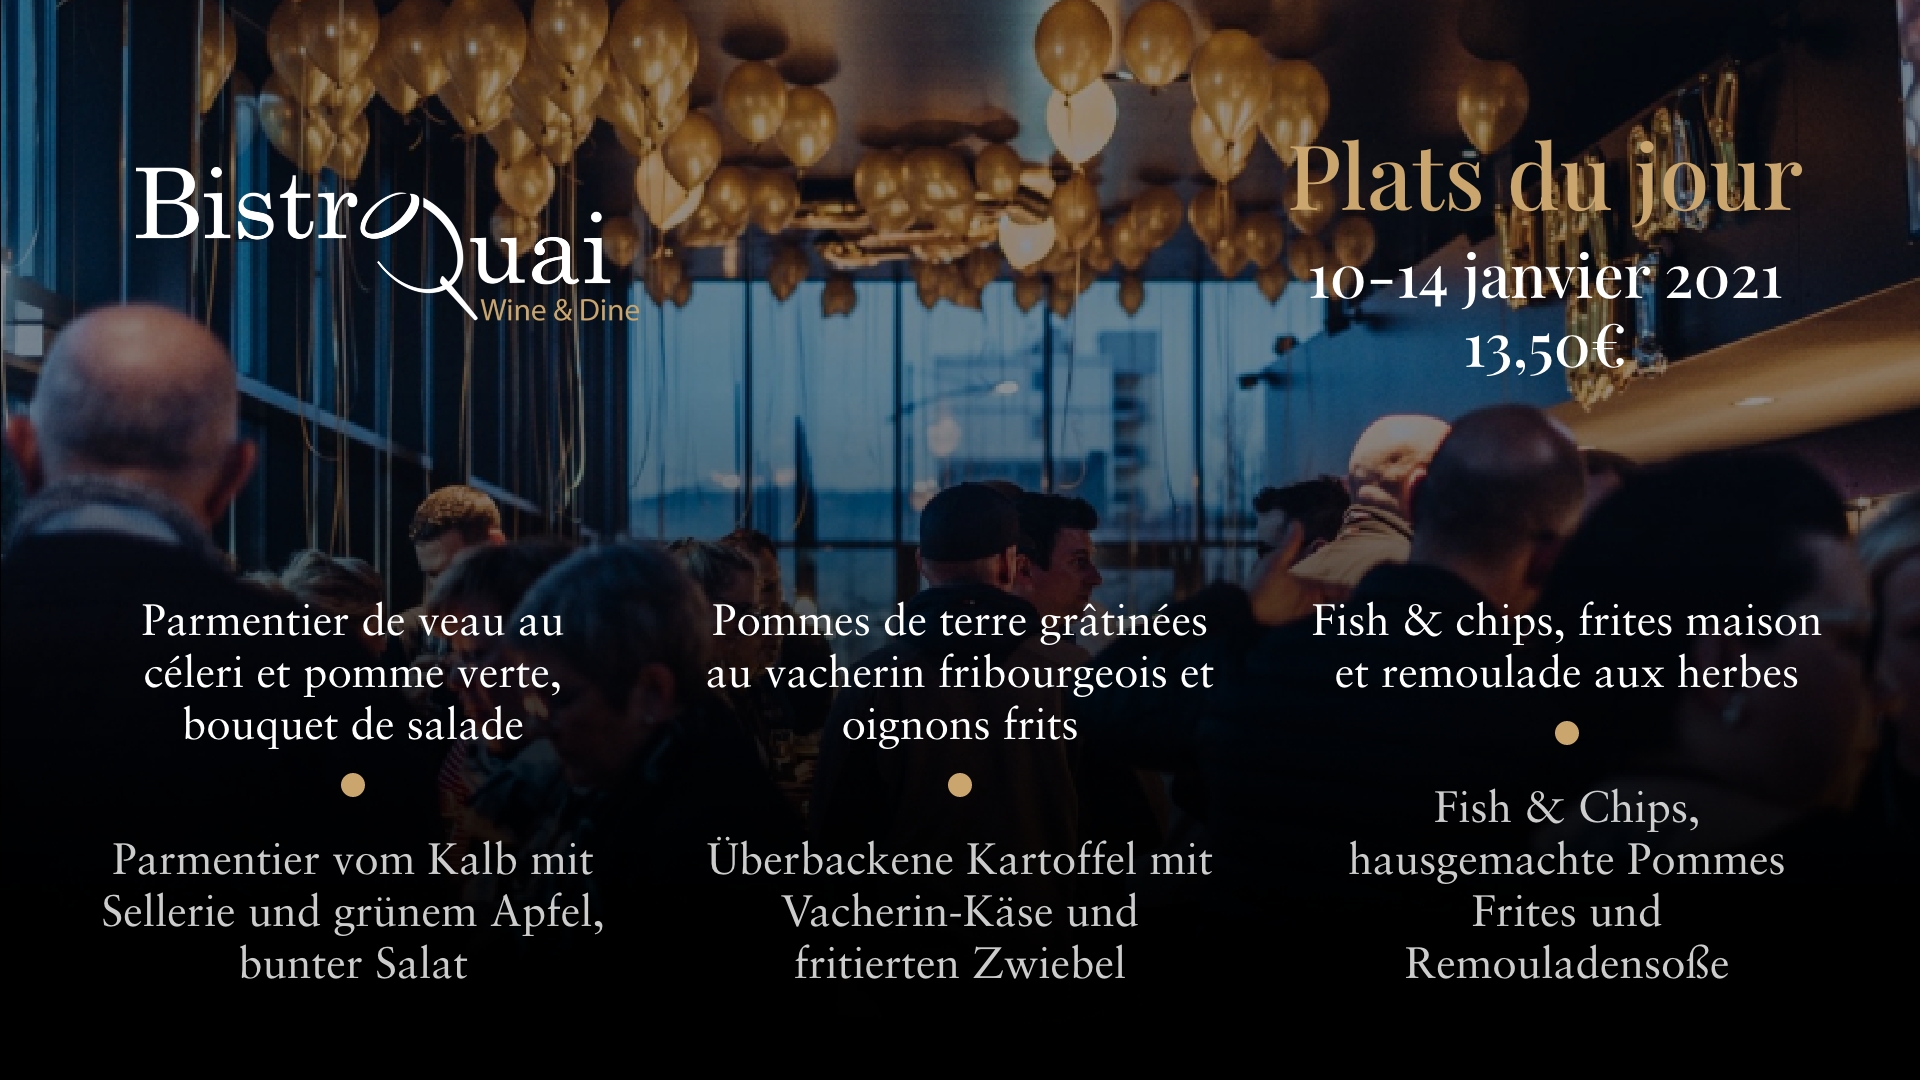 BistrO Quai
Wine & Dine
Plats du jour
10-14 janvier 2021
13,50€
Parmentier de veau au
céleri et pomme verte,
bouquet de salade
Parmentier vom Kalb mit
Sellerie und grünem Apfel,
bunter Salat
Pommes de terre grâtinées
au vacherin fribourgeois et
oignons frits
Überbackene Kartoffel mit
Vacherin-Käse und
fritierten Zwiebel
Fish & chips, frites maison
et remoulade aux herbes
Fish & Chips,
hausgemachte Pommes
Frites und
Remouladensoße